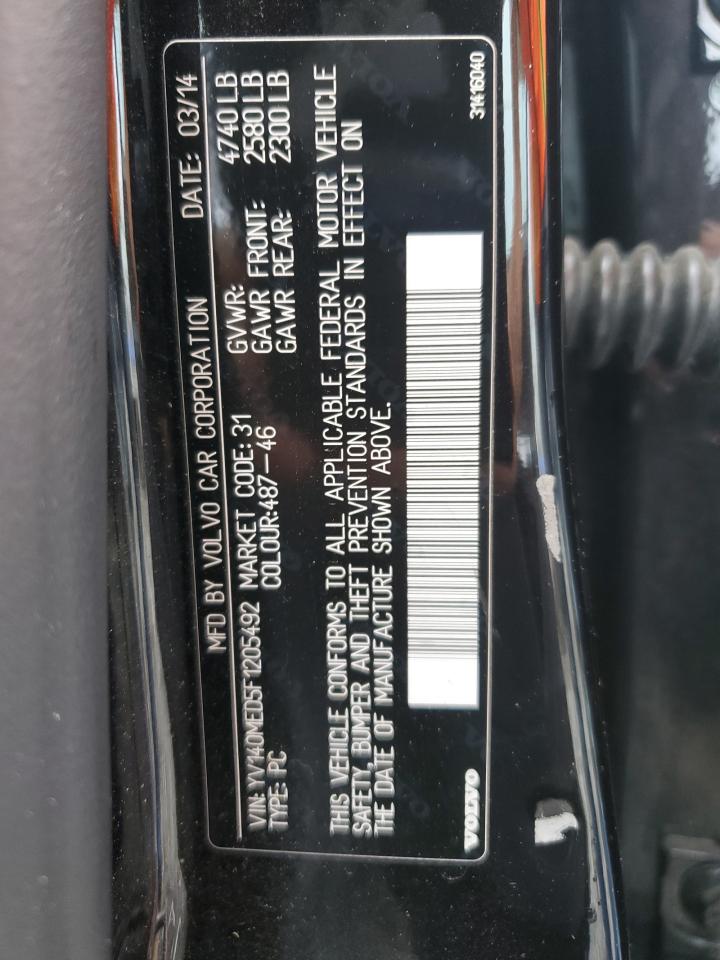 MFD BY VOLVO CAR CORPORATION DATE: 03/14
VIN: YV140MED5F1205492 MARKET CODE: 31 GVWR: 4740 LB
TYPE: PC COLOUR:487-46 GAWR FRONT: 2580 LB
GAWR REAR: 2300 LB
THIS VEHICLE CONFORMS TO ALL APPLICABLE FEDERAL MOTOR VEHICLE
SAFETY, BUMPER AND THEFT PREVENTION STANDARDS IN EFFECT ON
THE DATE OF MANUFACTURE SHOWN ABOVE.
VOLVO 31416040